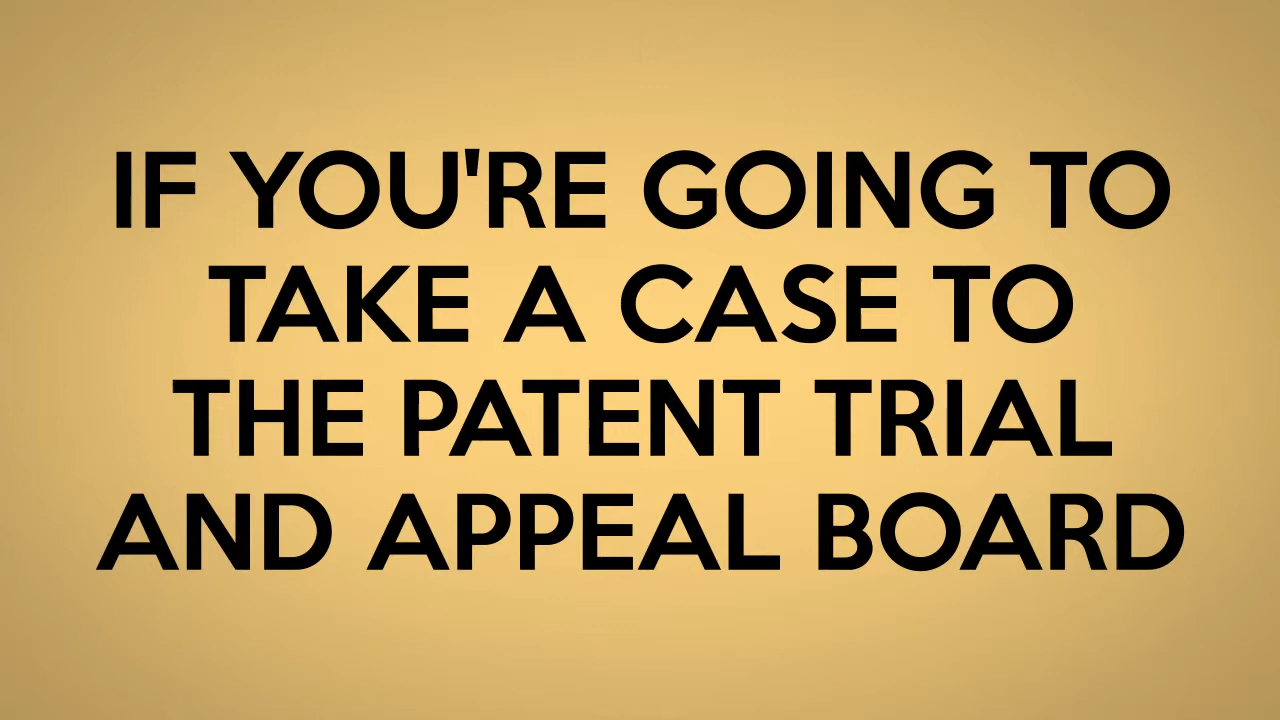 IF YOU'RE GOING TO
TAKE A CASE TO
THE PATENT TRIAL
AND APPEAL BOARD